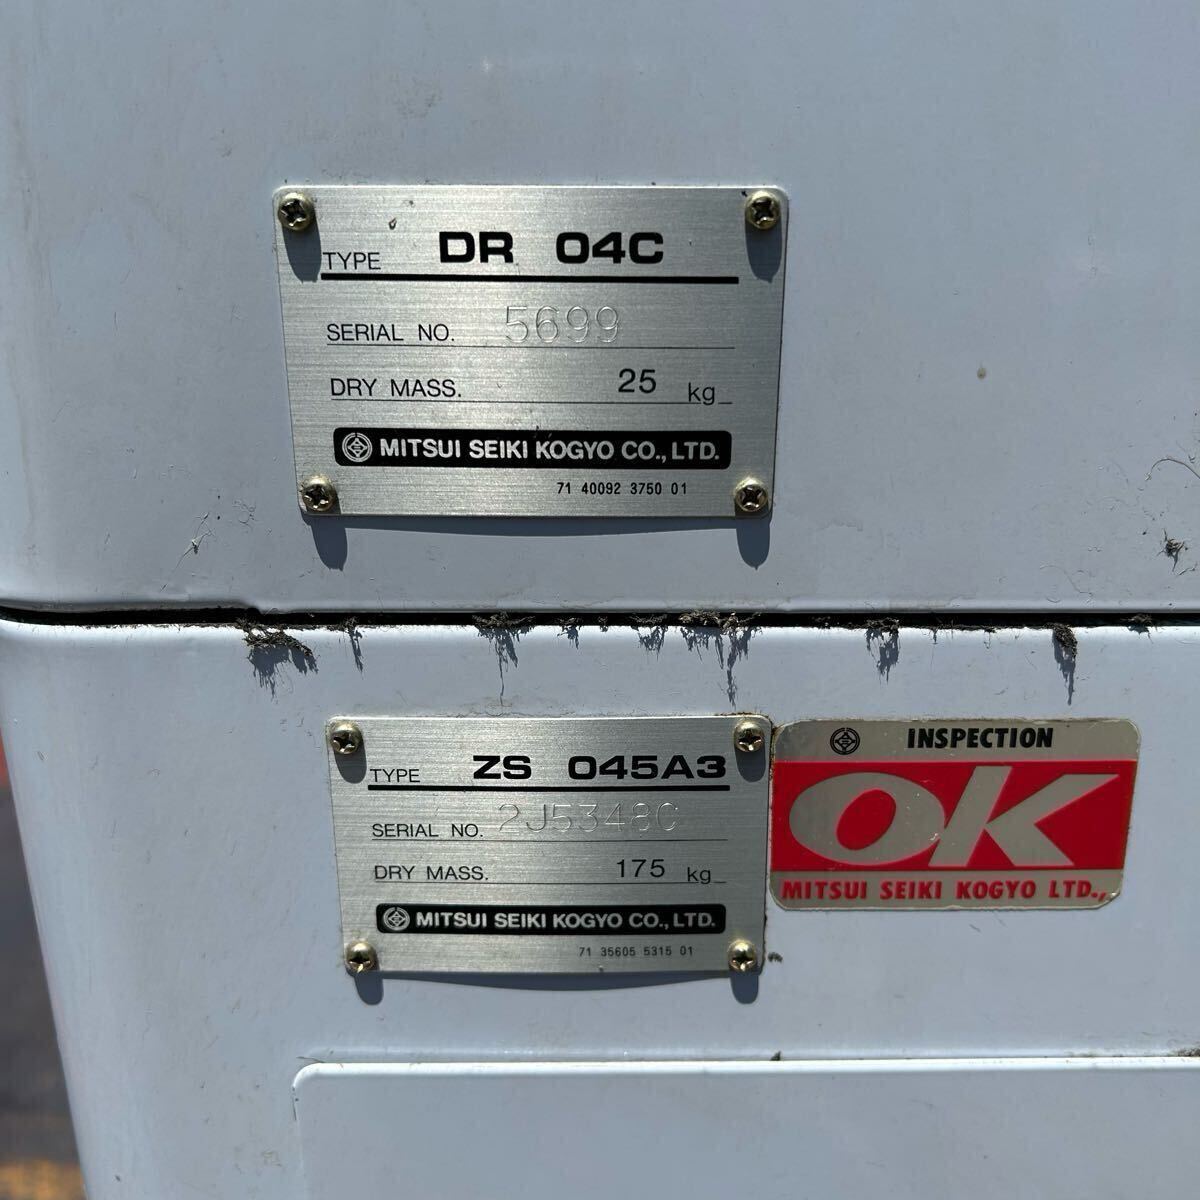 TYPE DR 04C
SERIAL NO. 5699
DRY MASS. 25 kg
MITSUI SEIKI KOGYO CO., LTD.
71 40092 3750 01
TYPE ZS 045A3
SERIAL NO. 2J5348C
DRY MASS. 175 kg
MITSUI SEIKI KOGYO CO., LTD.
71 35605 5315 01
INSPECTION
OK
MITSUI SEIKI KOGYO LTD.,